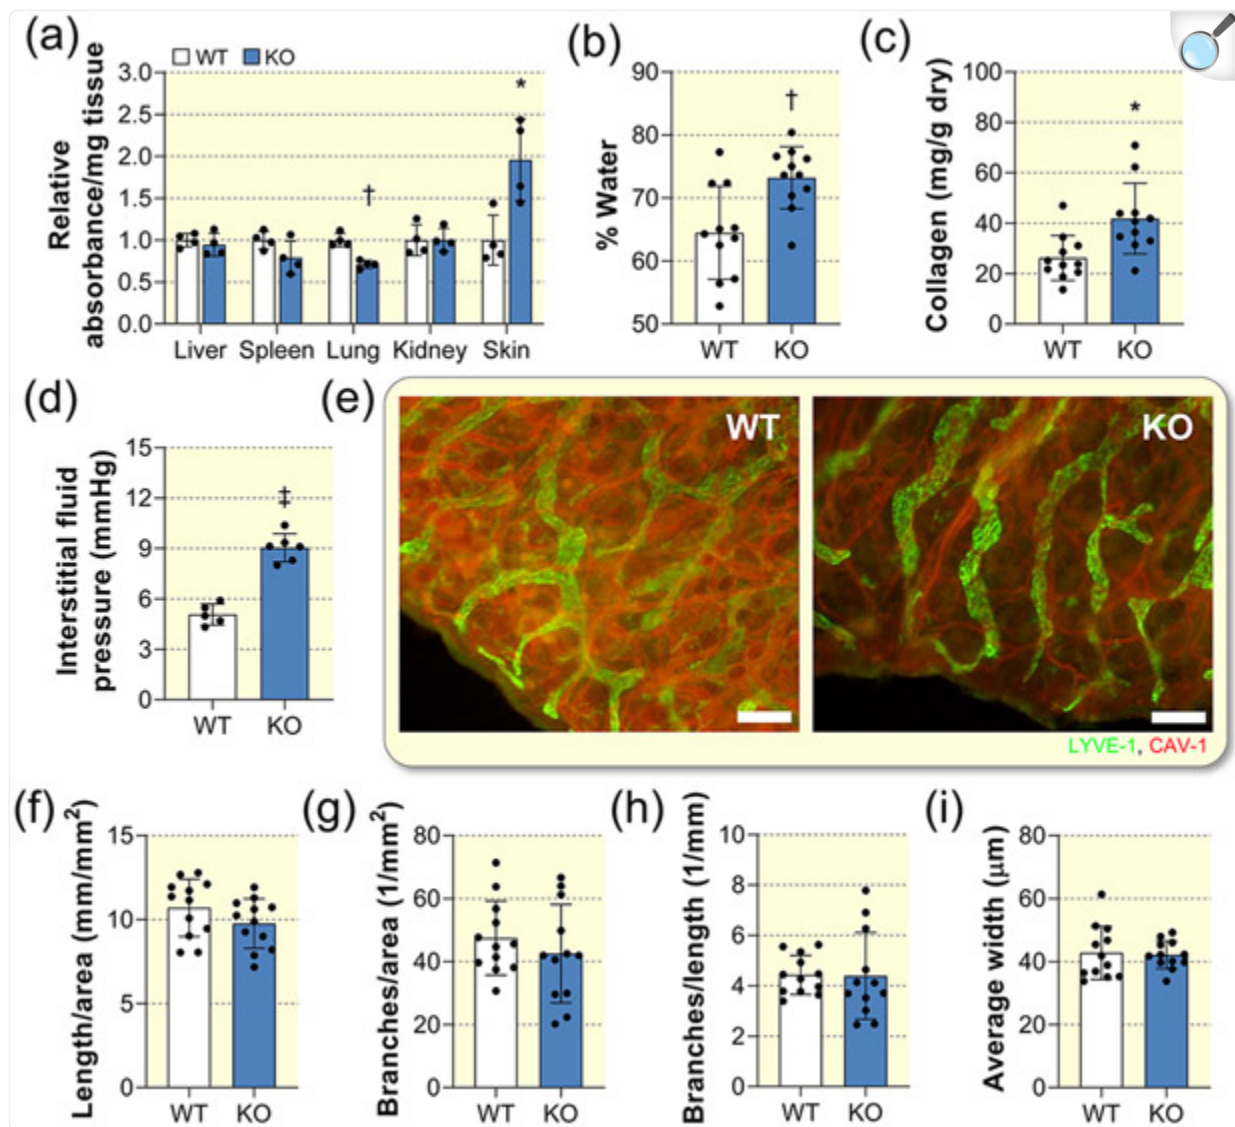 (a)
WT KO
Relative
absorbance/mg tissue
3.0
2.5
2.0
1.5
1.0
0.5
0.0
*
†
Liver Spleen Lung Kidney Skin
(b)
% Water
90
80
70
60
50
†
WT KO
(c)
Collagen (mg/g dry)
100
80
60
40
20
0
*
WT KO
(d)
Interstitial fluid
pressure (mmHg)
15
12
9
6
3
0
‡
WT KO
(e)
WT
KO
LYVE-1, CAV-1
(f)
Length/area (mm/mm²)
15
10
5
0
WT KO
(g)
Branches/area (1/mm²)
80
60
40
20
0
WT KO
(h)
Branches/length (1/mm)
10
8
6
4
2
0
WT KO
(i)
Average width (μm)
80
60
40
20
0
WT KO